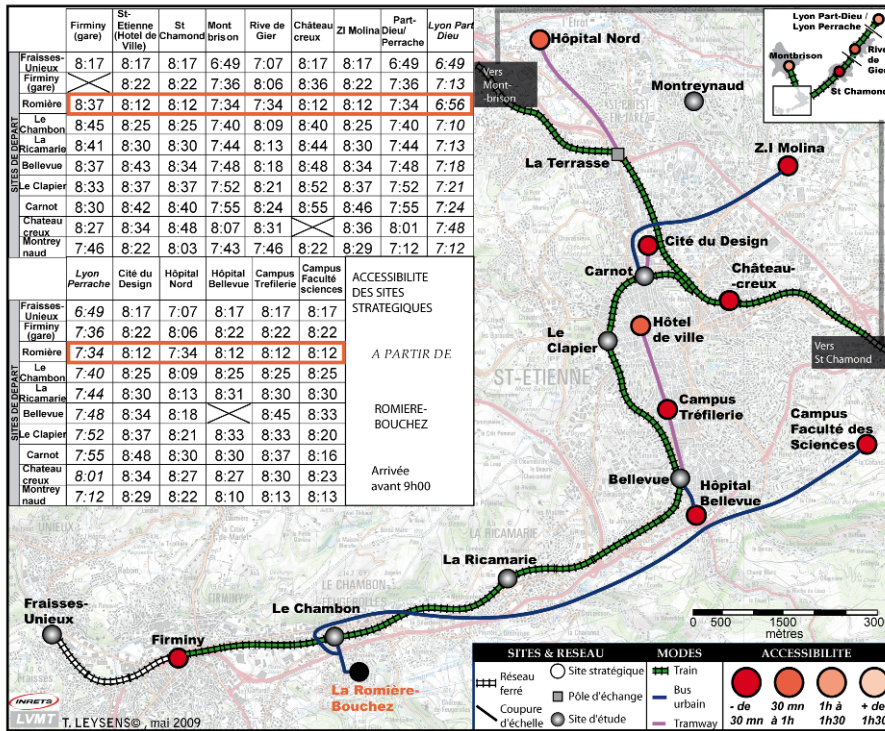 Firminy (gare) St-Etienne (Hotel de Ville) St Chamond Mont brison Rive de Gier Château creux ZI Molina Part-Dieu/ Perrache Lyon Part Dieu
SITES DE DEPART
Fraisses-Unieux 8:17 8:17 8:17 6:49 7:07 8:17 8:17 6:49 6:49
Firminy (gare) 8:22 8:22 7:36 8:06 8:36 8:22 7:36 7:13
Romière 8:37 8:12 8:12 7:34 7:34 8:12 8:12 7:34 6:56
Le Chambon 8:45 8:25 8:25 7:40 8:09 8:40 8:25 7:40 7:10
La Ricamarie 8:41 8:30 8:30 7:44 8:13 8:44 8:30 7:44 7:13
Bellevue 8:37 8:43 8:34 7:48 8:18 8:48 8:34 7:48 7:18
Le Clapier 8:33 8:37 8:37 7:52 8:21 8:52 8:37 7:52 7:21
Carnot 8:30 8:42 8:40 7:55 8:24 8:55 8:46 7:55 7:24
Chateau creux 8:27 8:34 8:48 8:07 8:31 8:36 8:01 7:48
Montrey naud 7:46 8:22 8:03 7:43 7:46 8:22 8:29 7:12 7:12
Lyon Perrache Cité du Design Hôpital Nord Hôpital Bellevue Campus Trefilerie Campus Faculté sciences
SITES DE DEPART
Fraisses-Unieux 6:49 8:17 7:07 8:17 8:17 8:17
Firminy (gare) 7:36 8:22 8:06 8:22 8:22 8:22
Romière 7:34 8:12 7:34 8:12 8:12 8:12
Le Chambon 7:40 8:25 8:09 8:25 8:25 8:25
La Ricamarie 7:44 8:30 8:13 8:31 8:30 8:30
Bellevue 7:48 8:34 8:18 8:45 8:33
Le Clapier 7:52 8:37 8:21 8:33 8:33 8:20
Carnot 7:55 8:48 8:30 8:30 8:37 8:16
Chateau creux 8:01 8:34 8:27 8:27 8:30 8:23
Montrey naud 7:12 8:29 8:22 8:10 8:13 8:13
ACCESSIBILITE
DES SITES
STRATEGIQUES
A PARTIR DE
ROMIERE-
BOUCHEZ
Arrivée
avant 9h00
Lyon Part-Dieu /
Lyon Perrache
Montbrison
Rive
de
Gier
St Chamond
Hôpital Nord
Vers
Mont-
-brison
Montreynaud
La Terrasse
Z.I Molina
Cité du Design
Carnot
Château-
-creux
Hôtel
de ville
Le
Clapier
Vers
St Chamond
ST-ÉTIENNE
Campus
Tréfilerie
Campus
Faculté des
Sciences
Bellevue
Hôpital
Bellevue
LA RICAMARIE
UNIEUX
La Ricamarie
FIRMINY
LE CHAMBON
FEUGEROLLES
Fraisses-
Unieux
Le Chambon
Firminy
La Romière-
Bouchez
0 500 1500 300
mètres
INRETS
LVMT
T. LEYSENS© , mai 2009
SITES & RESEAU
Réseau
ferré
Coupure
d'échelle
Site stratégique
Pôle d'échange
Site d'étude
MODES
Train
Bus
urbain
Tramway
ACCESSIBILITE
- de
30 mn
30 mn
à 1h
1h à
1h30
+ de
1h30